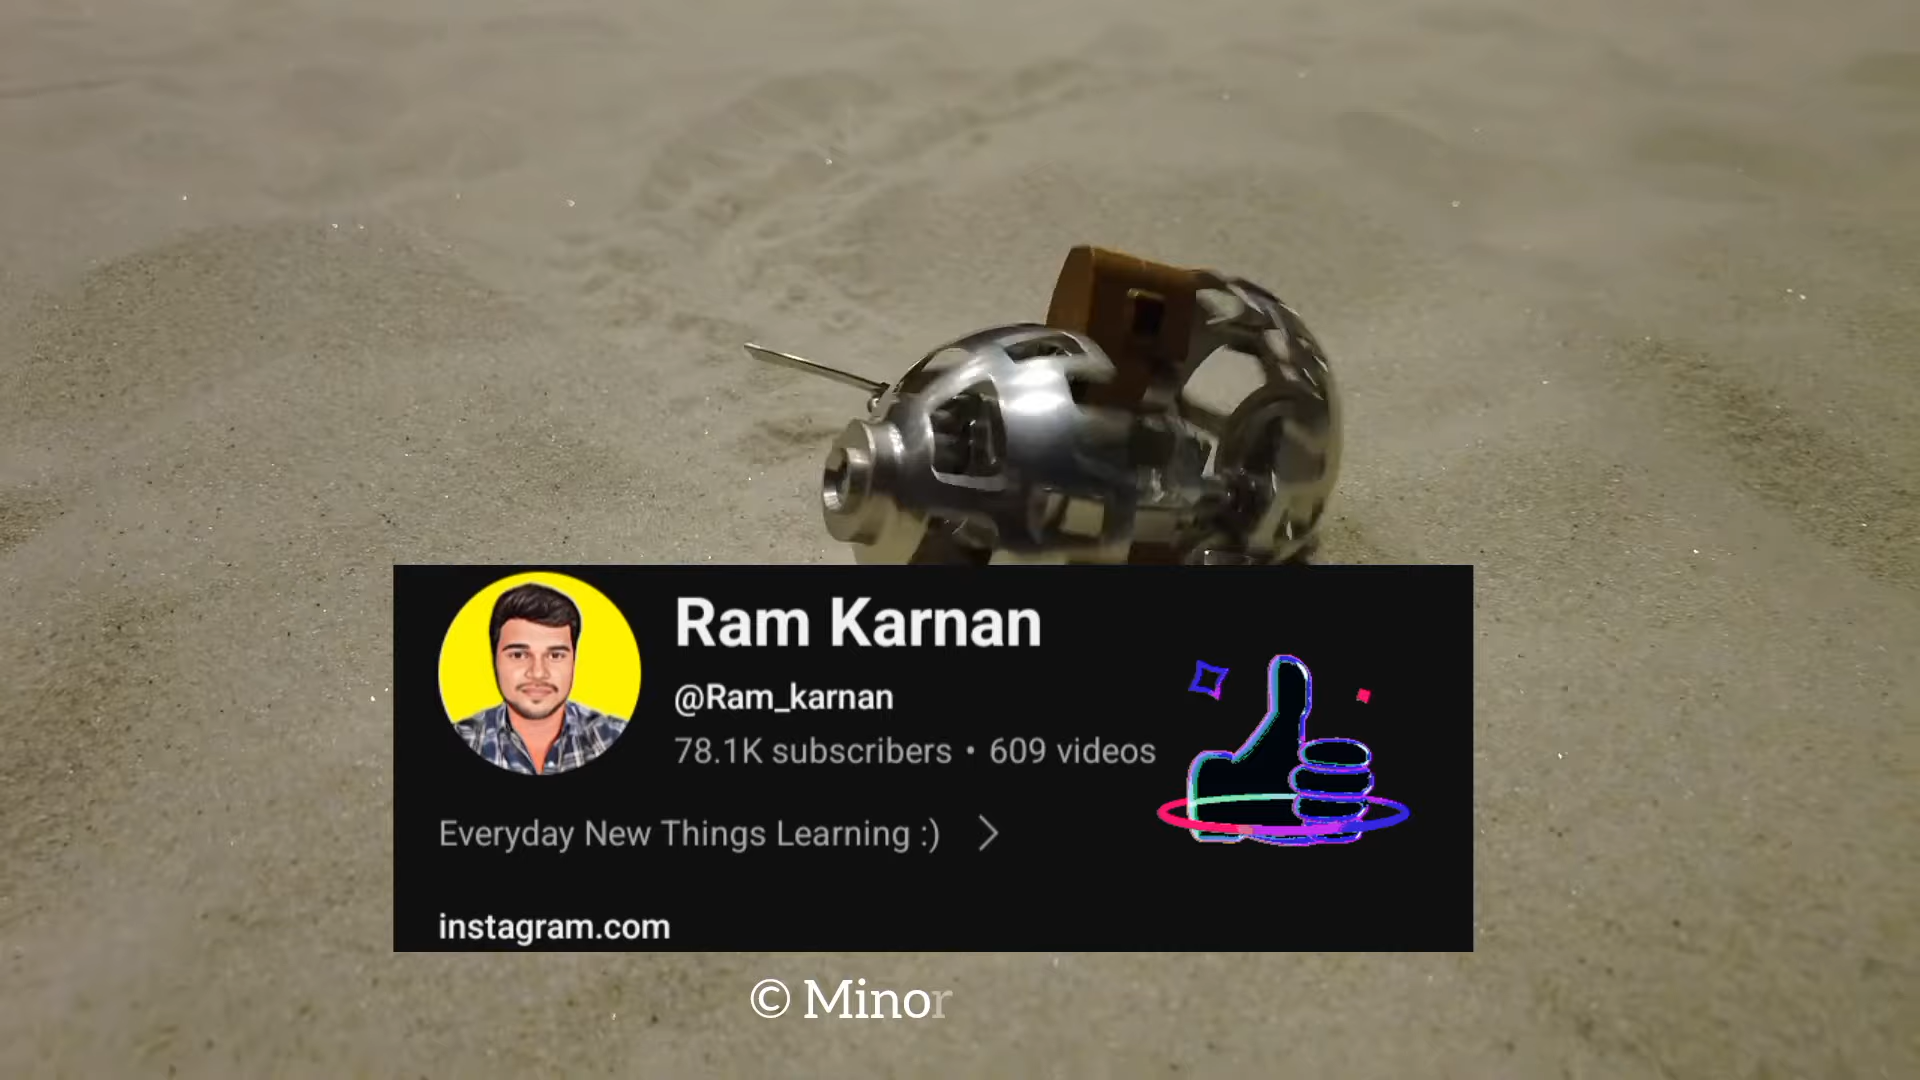 Ram Karnan
@Ram_karnan
78.1K subscribers • 609 videos
Everyday New Things Learning :)
instagram.com
© Minor